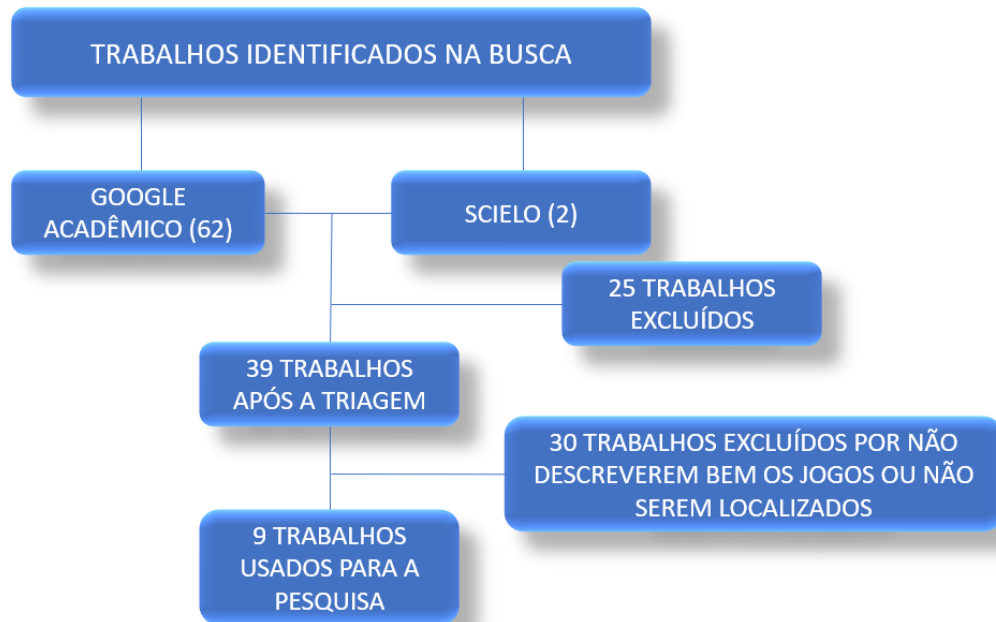 TRABALHOS IDENTIFICADOS NA BUSCA
GOOGLE
ACADÊMICO (62)
SCIELO (2)
25 TRABALHOS
EXCLUÍDOS
39 TRABALHOS
APÓS A TRIAGEM
30 TRABALHOS EXCLUÍDOS POR NÃO
DESCREVEREM BEM OS JOGOS OU NÃO
SEREM LOCALIZADOS
9 TRABALHOS
USADOS PARA A
PESQUISA